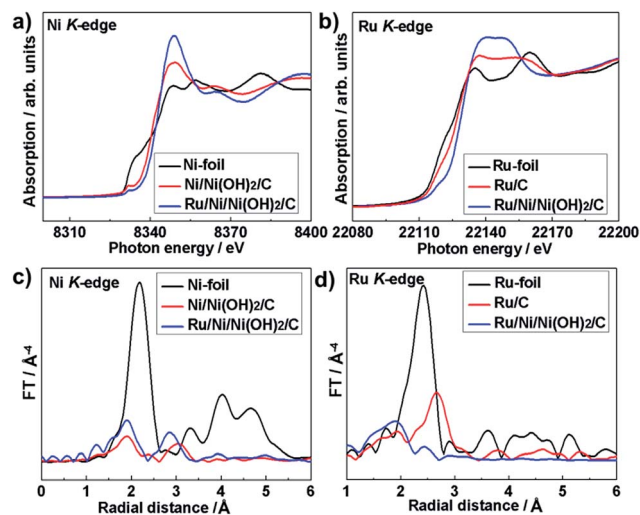 a)
Ni K-edge
Absorption / arb. units
Ni-foil
Ni/Ni(OH)₂/C
Ru/Ni/Ni(OH)₂/C
8310 8340 8370 8400
Photon energy / eV
b)
Ru K-edge
Absorption / arb. units
Ru-foil
Ru/C
Ru/Ni/Ni(OH)₂/C
22080 22110 22140 22170 22200
Photon energy / eV
c)
Ni K-edge
FT / Å⁻⁴
Ni-foil
Ni/Ni(OH)₂/C
Ru/Ni/Ni(OH)₂/C
0 1 2 3 4 5 6
Radial distance / Å
d)
Ru K-edge
FT / Å⁻⁴
Ru-foil
Ru/C
Ru/Ni/Ni(OH)₂/C
1 2 3 4 5 6
Radial distance / Å